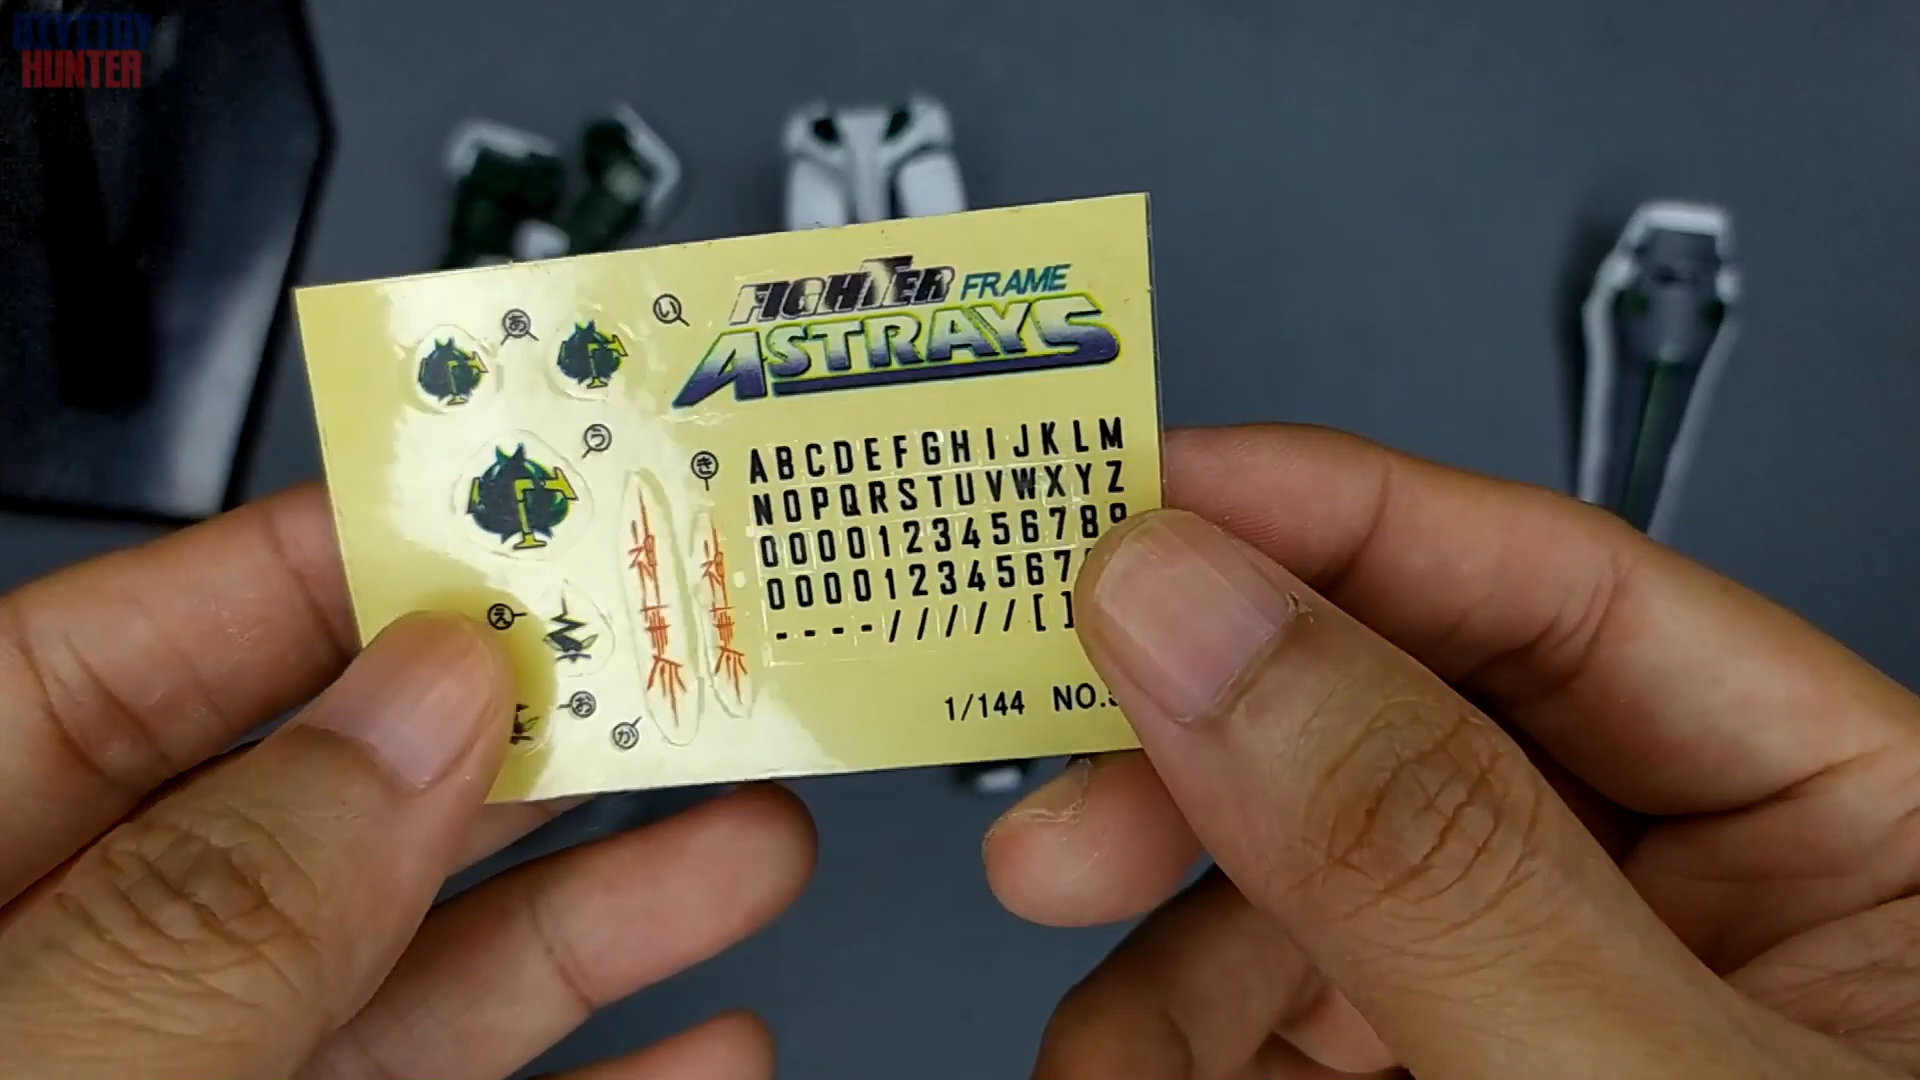 HUNTER
FIGHTER FRAME
ASTRAYS
あ
い
う
え
お
か
き
ABCDEFGHIJKLM
NOPQRSTUVWXYZ
0000123456789
00001234567
----/////[]
1/144 NO.